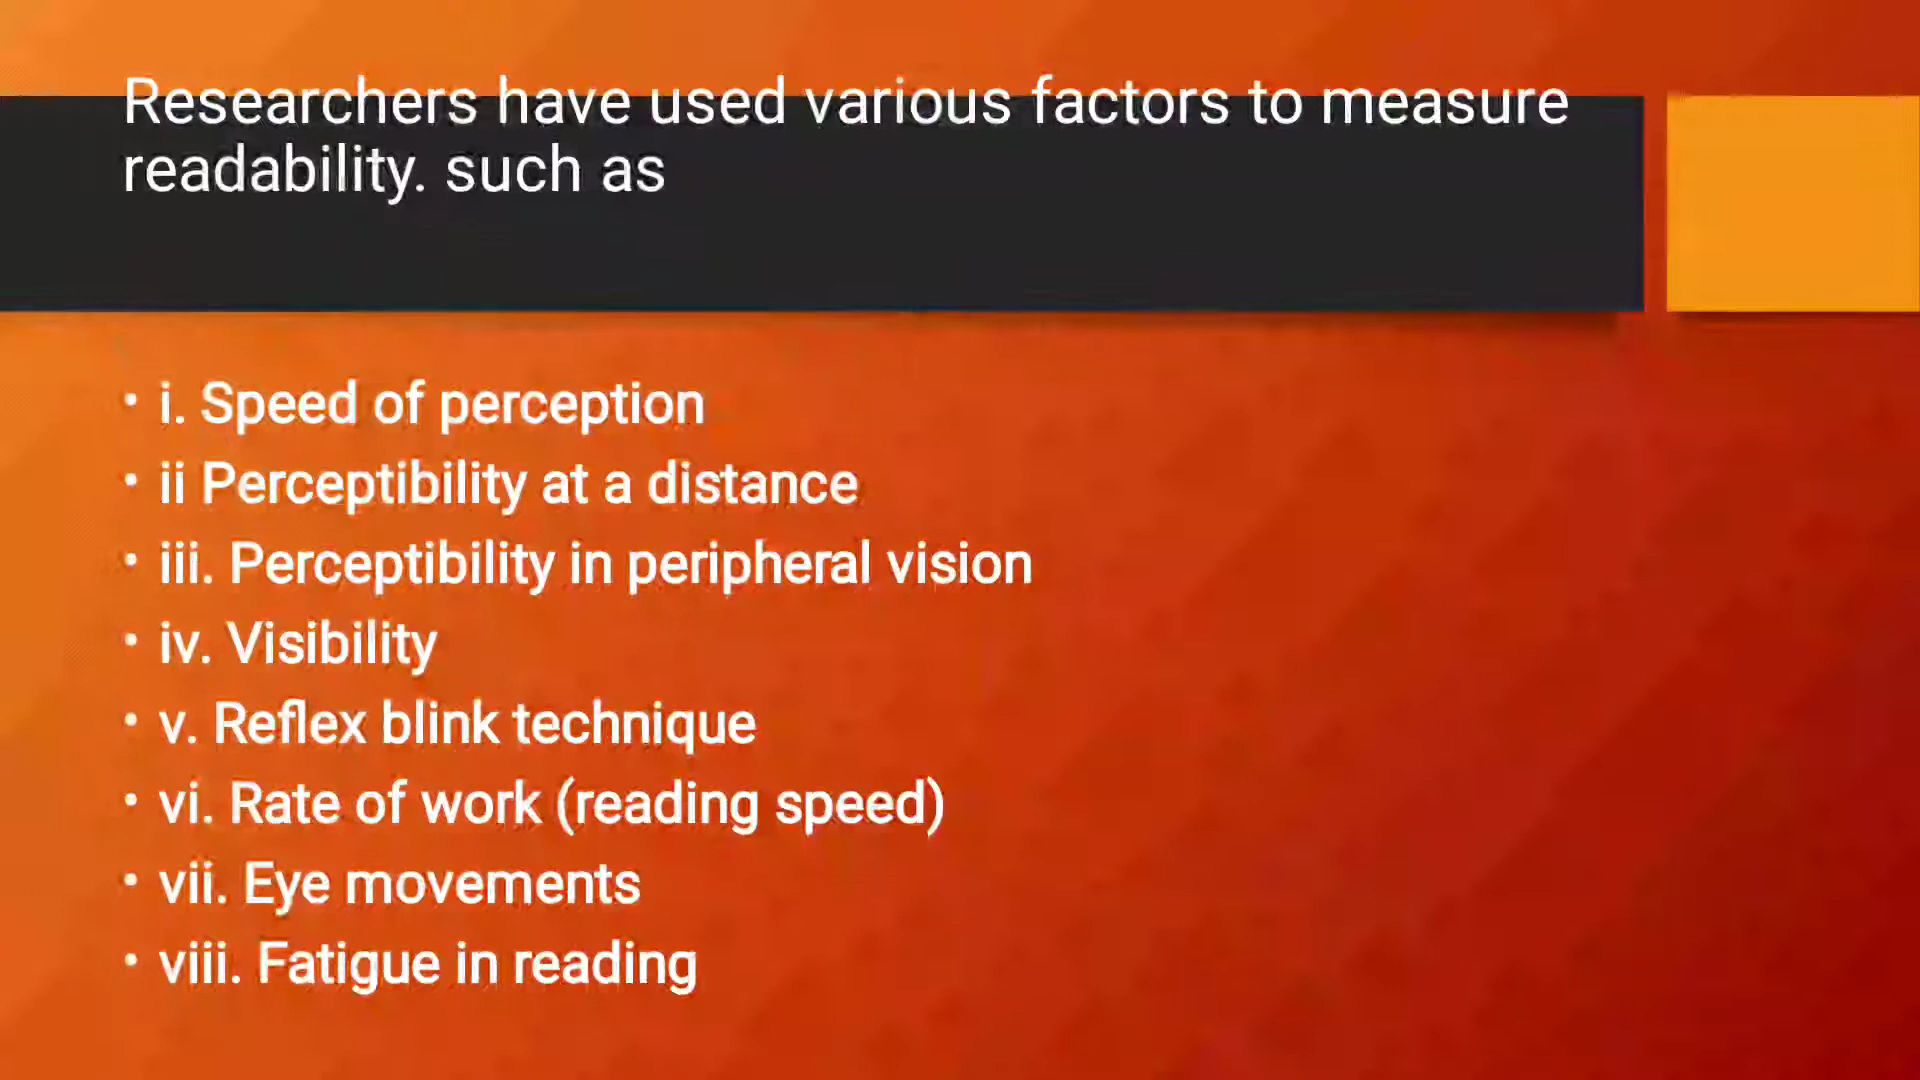 Researchers have used various factors to measure
readability. such as
• i. Speed of perception
• ii Perceptibility at a distance
• iii. Perceptibility in peripheral vision
• iv. Visibility
• v. Reflex blink technique
• vi. Rate of work (reading speed)
• vii. Eye movements
• viii. Fatigue in reading